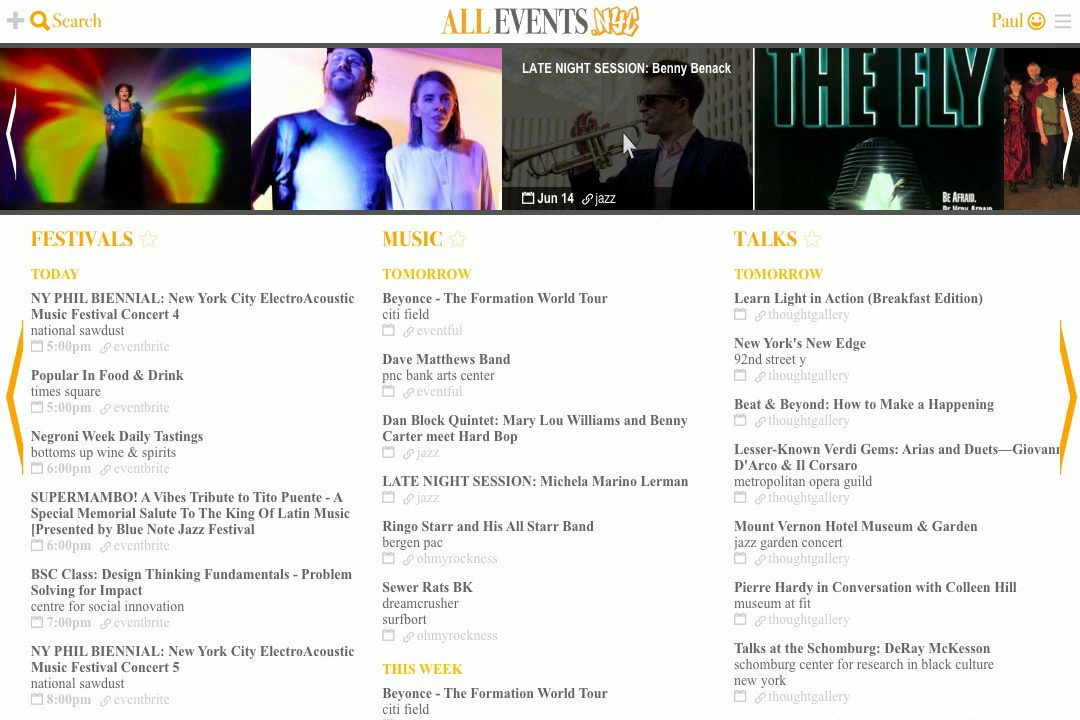 Search
ALL EVENTS.NYC
Paul
LATE NIGHT SESSION: Benny Benack
Jun 14 jazz
THE FLY
BE AFRAID.
FESTIVALS
TODAY
NY PHIL BIENNIAL: New York City ElectroAcoustic
Music Festival Concert 4
national sawdust
5:00pm eventbrite
Popular In Food & Drink
times square
5:00pm eventbrite
Negroni Week Daily Tastings
bottoms up wine & spirits
6:00pm eventbrite
SUPERMAMBO! A Vibes Tribute to Tito Puente - A
Special Memorial Salute To The King Of Latin Music
[Presented by Blue Note Jazz Festival
6:00pm eventbrite
BSC Class: Design Thinking Fundamentals - Problem
Solving for Impact
centre for social innovation
7:00pm eventbrite
NY PHIL BIENNIAL: New York City ElectroAcoustic
Music Festival Concert 5
national sawdust
8:00pm eventbrite
MUSIC
TOMORROW
Beyonce - The Formation World Tour
citi field
eventful
Dave Matthews Band
pnc bank arts center
eventful
Dan Block Quintet: Mary Lou Williams and Benny
Carter meet Hard Bop
jazz
LATE NIGHT SESSION: Michela Marino Lerman
jazz
Ringo Starr and His All Starr Band
bergen pac
ohmyrockness
Sewer Rats BK
dreamcrusher
surfbort
ohmyrockness
THIS WEEK
Beyonce - The Formation World Tour
citi field
TALKS
TOMORROW
Learn Light in Action (Breakfast Edition)
thoughtgallery
New York's New Edge
92nd street y
thoughtgallery
Beat & Beyond: How to Make a Happening
thoughtgallery
Lesser-Known Verdi Gems: Arias and Duets—Giovann
D'Arco & Il Corsaro
metropolitan opera guild
thoughtgallery
Mount Vernon Hotel Museum & Garden
jazz garden concert
thoughtgallery
Pierre Hardy in Conversation with Colleen Hill
museum at fit
thoughtgallery
Talks at the Schomburg: DeRay McKesson
schomburg center for research in black culture
new york
thoughtgallery